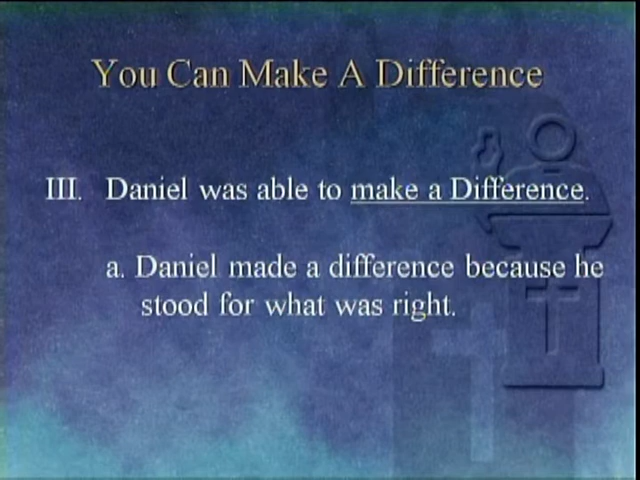 You Can Make A Difference
III. Daniel was able to make a Difference.
a. Daniel made a difference because he
stood for what was right.